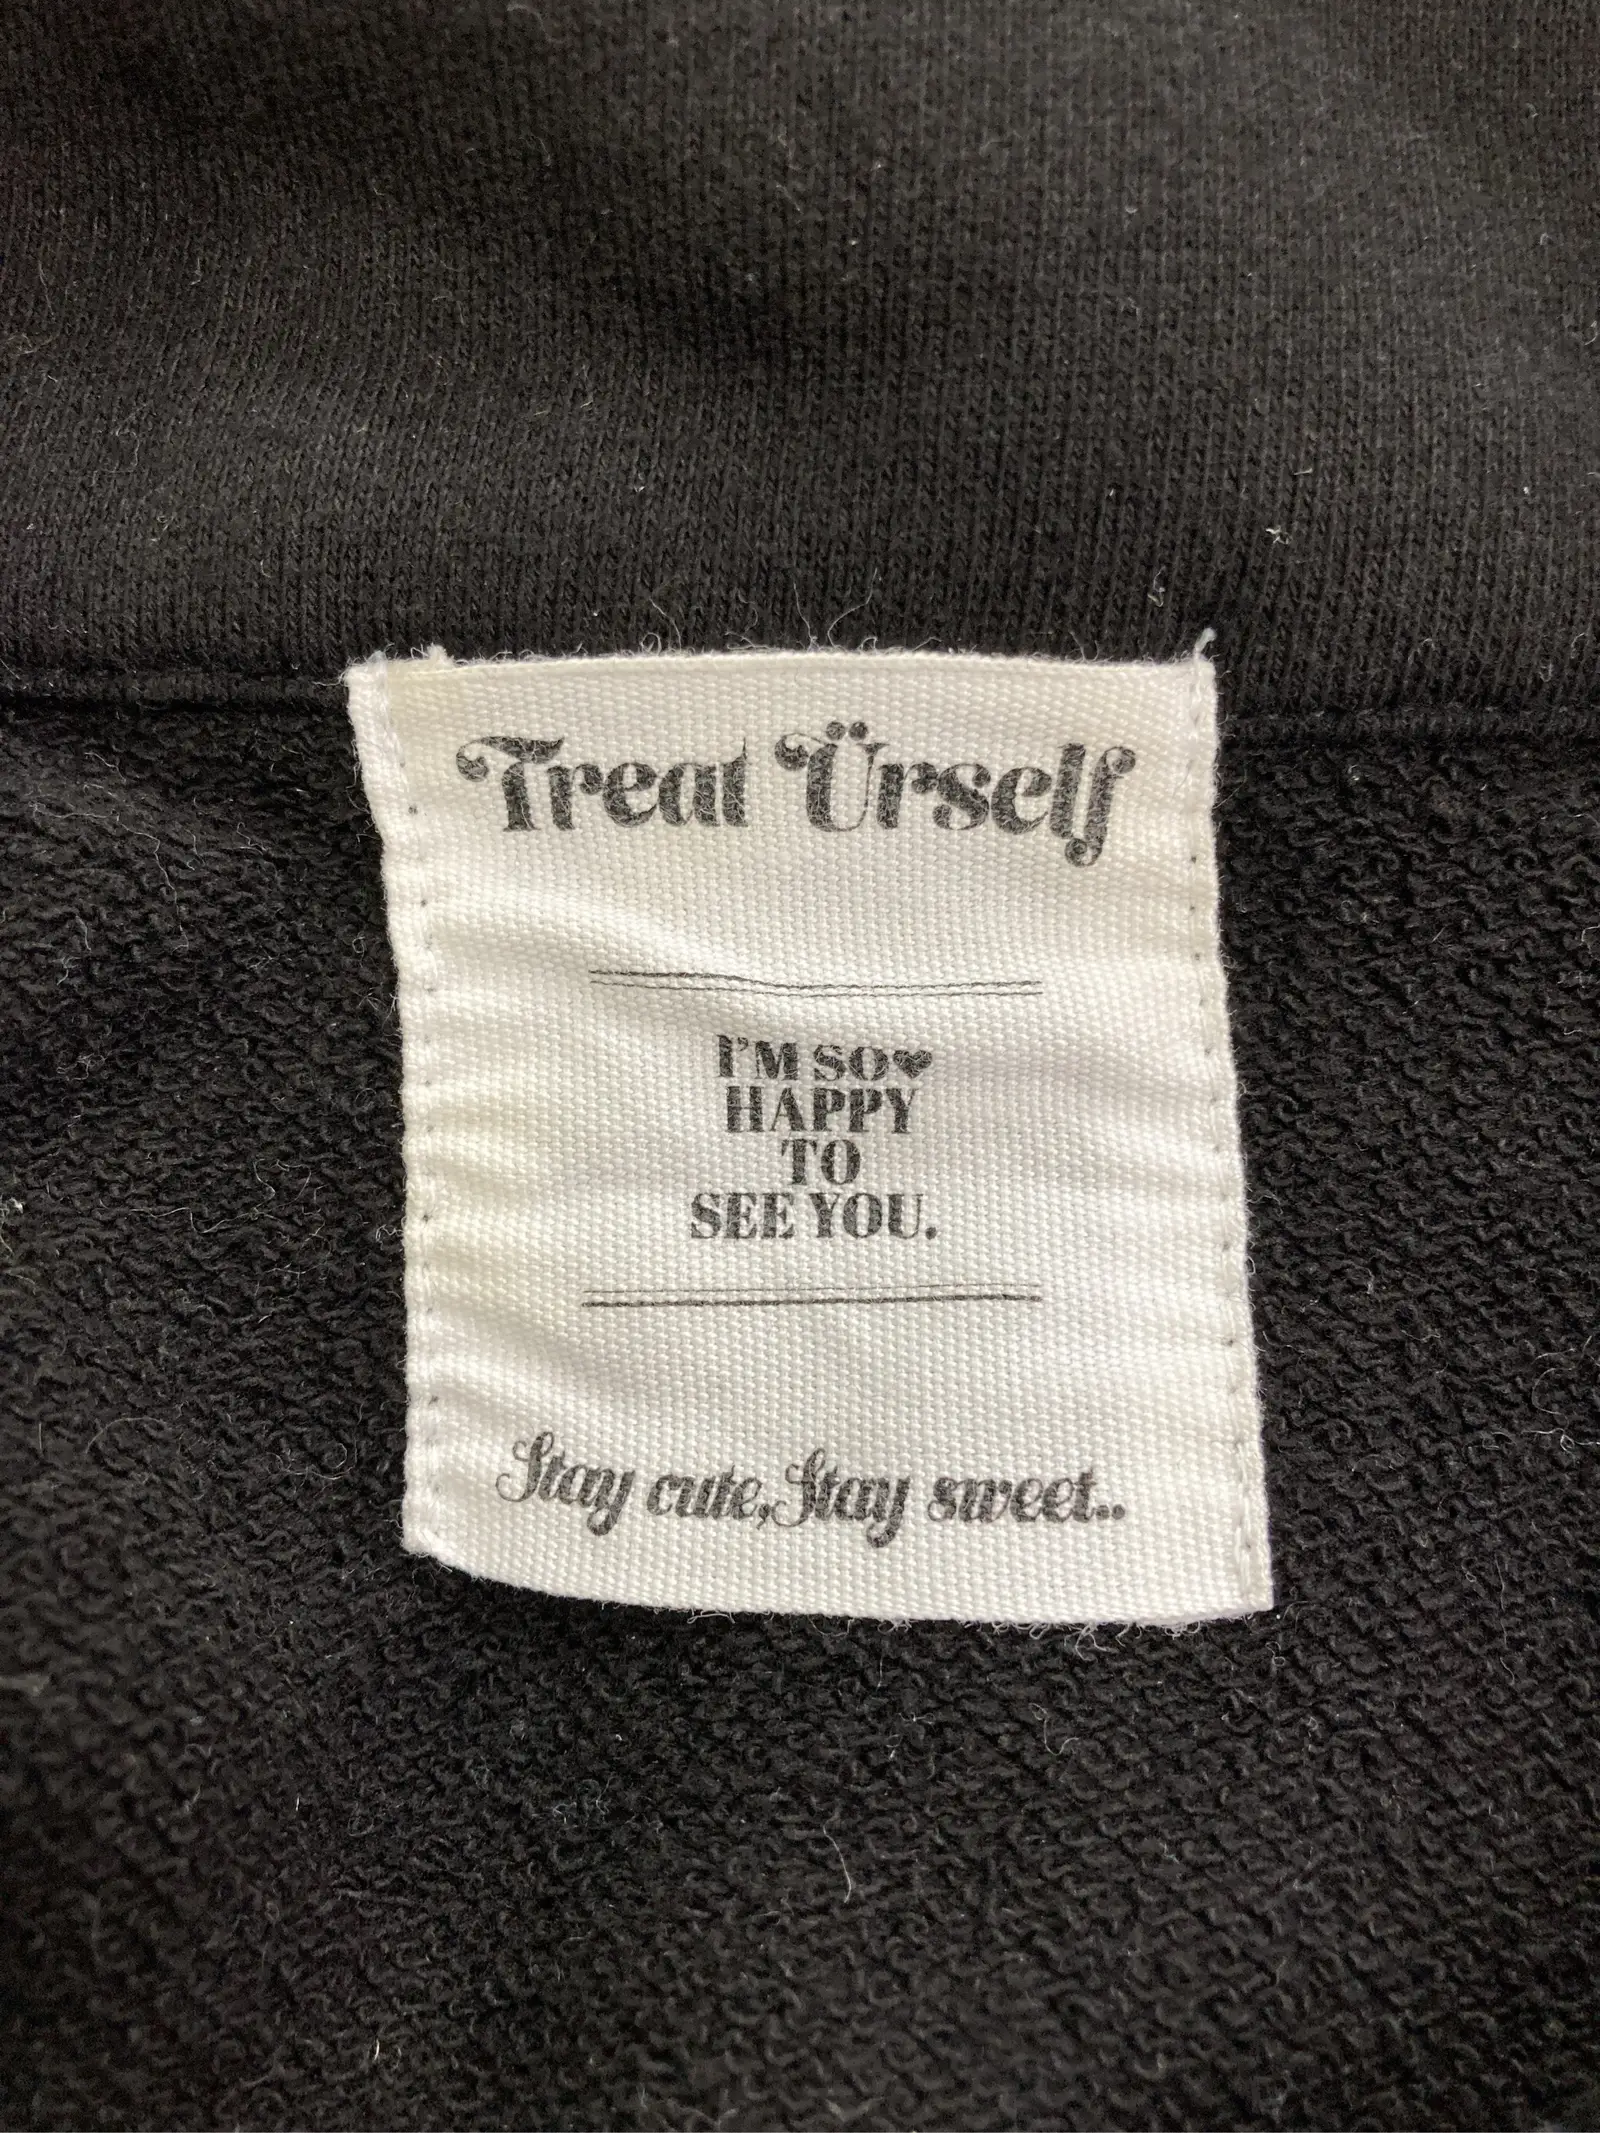 Treat Ürself
I'M SO♥
HAPPY
TO
SEE YOU.
Stay cute,Stay sweet..